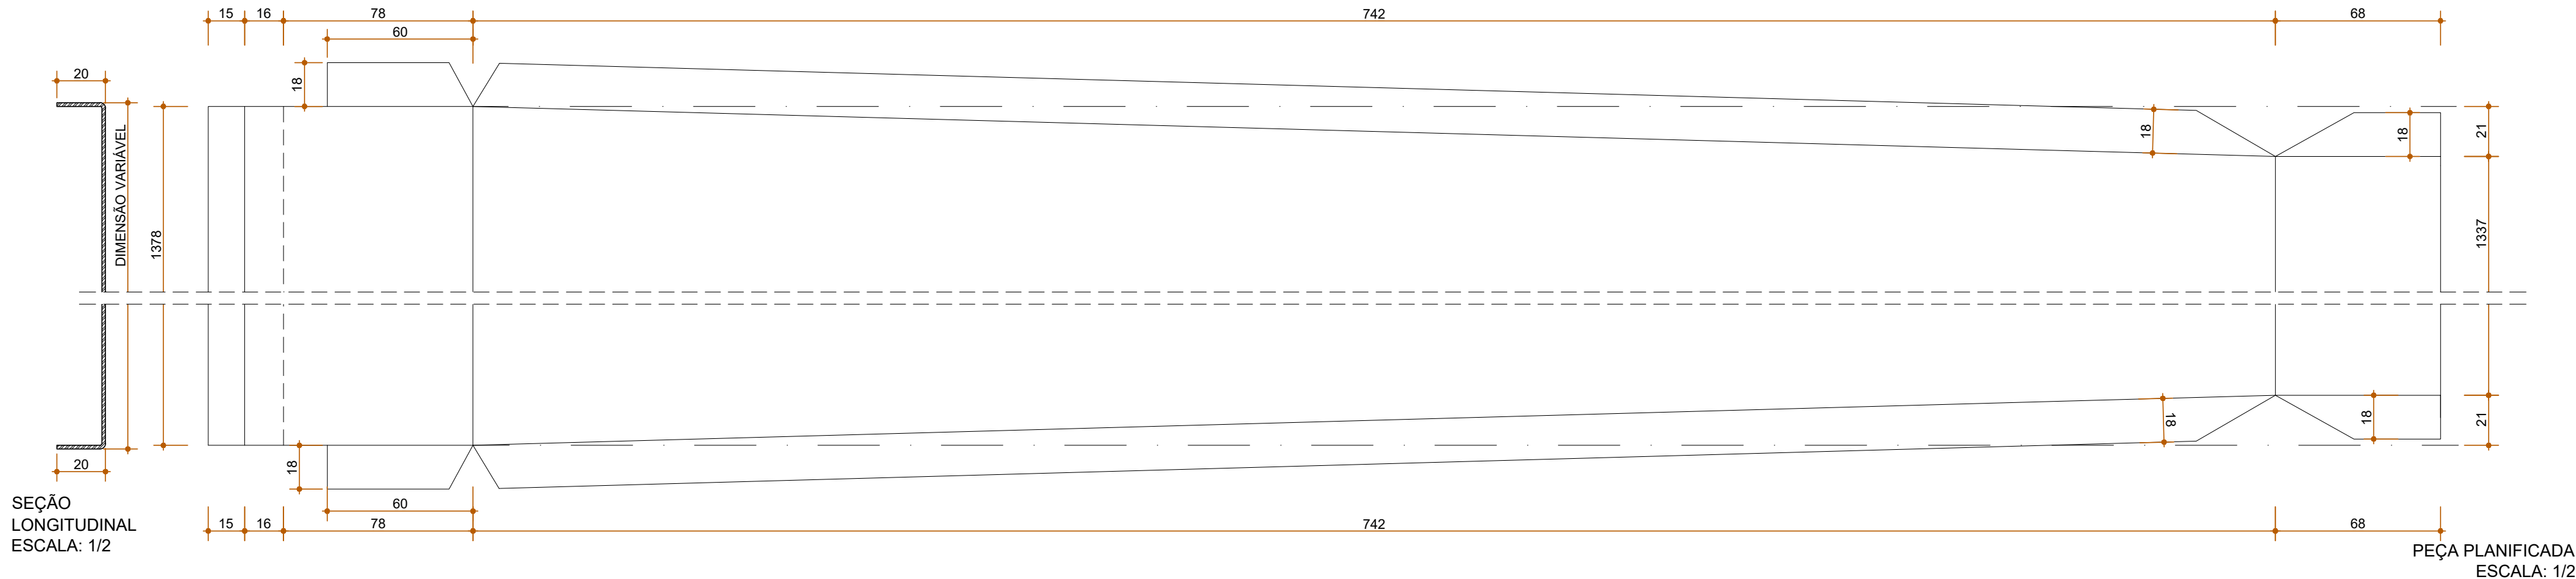 15 16 78 742 68
60
20
18
18
18
21
DIMENSÃO VARIÁVEL
1378
1337
18
18
21
18
20
60
15 16 78 742 68
SEÇÃO
LONGITUDINAL
ESCALA: 1/2
PEÇA PLANIFICADA
ESCALA: 1/2